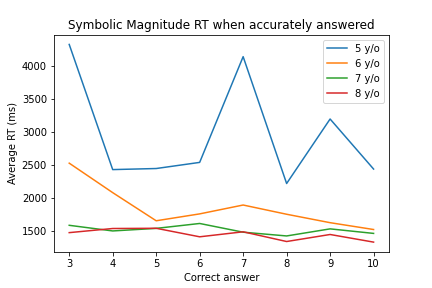 Symbolic Magnitude RT when accurately answered
5 y/o
6 y/o
7 y/o
8 y/o
Average RT (ms)
4000
3500
3000
2500
2000
1500
3 4 5 6 7 8 9 10
Correct answer